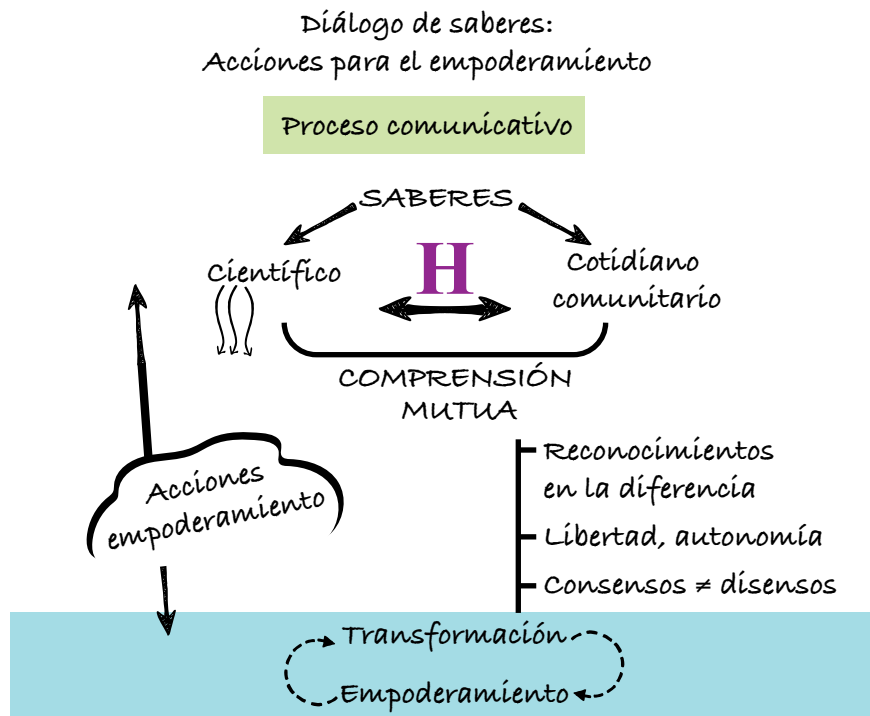 Diálogo de saberes:
Acciones para el empoderamiento
Proceso comunicativo
SABERES
Científico
H
Cotidiano
comunitario
COMPRENSIÓN
MUTUA
Acciones
empoderamiento
Reconocimientos
en la diferencia
Libertad, autonomía
Consensos ≠ disensos
Transformación
Empoderamiento